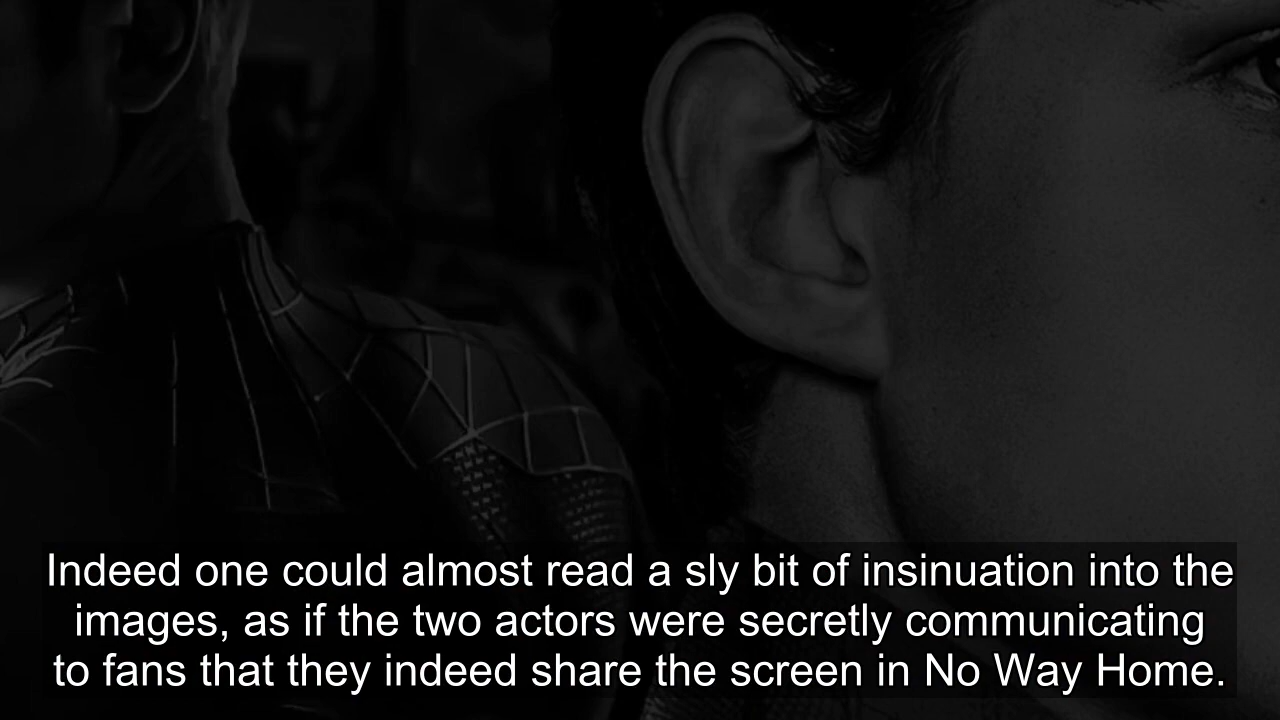 Indeed one could almost read a sly bit of insinuation into the
images, as if the two actors were secretly communicating
to fans that they indeed share the screen in No Way Home.